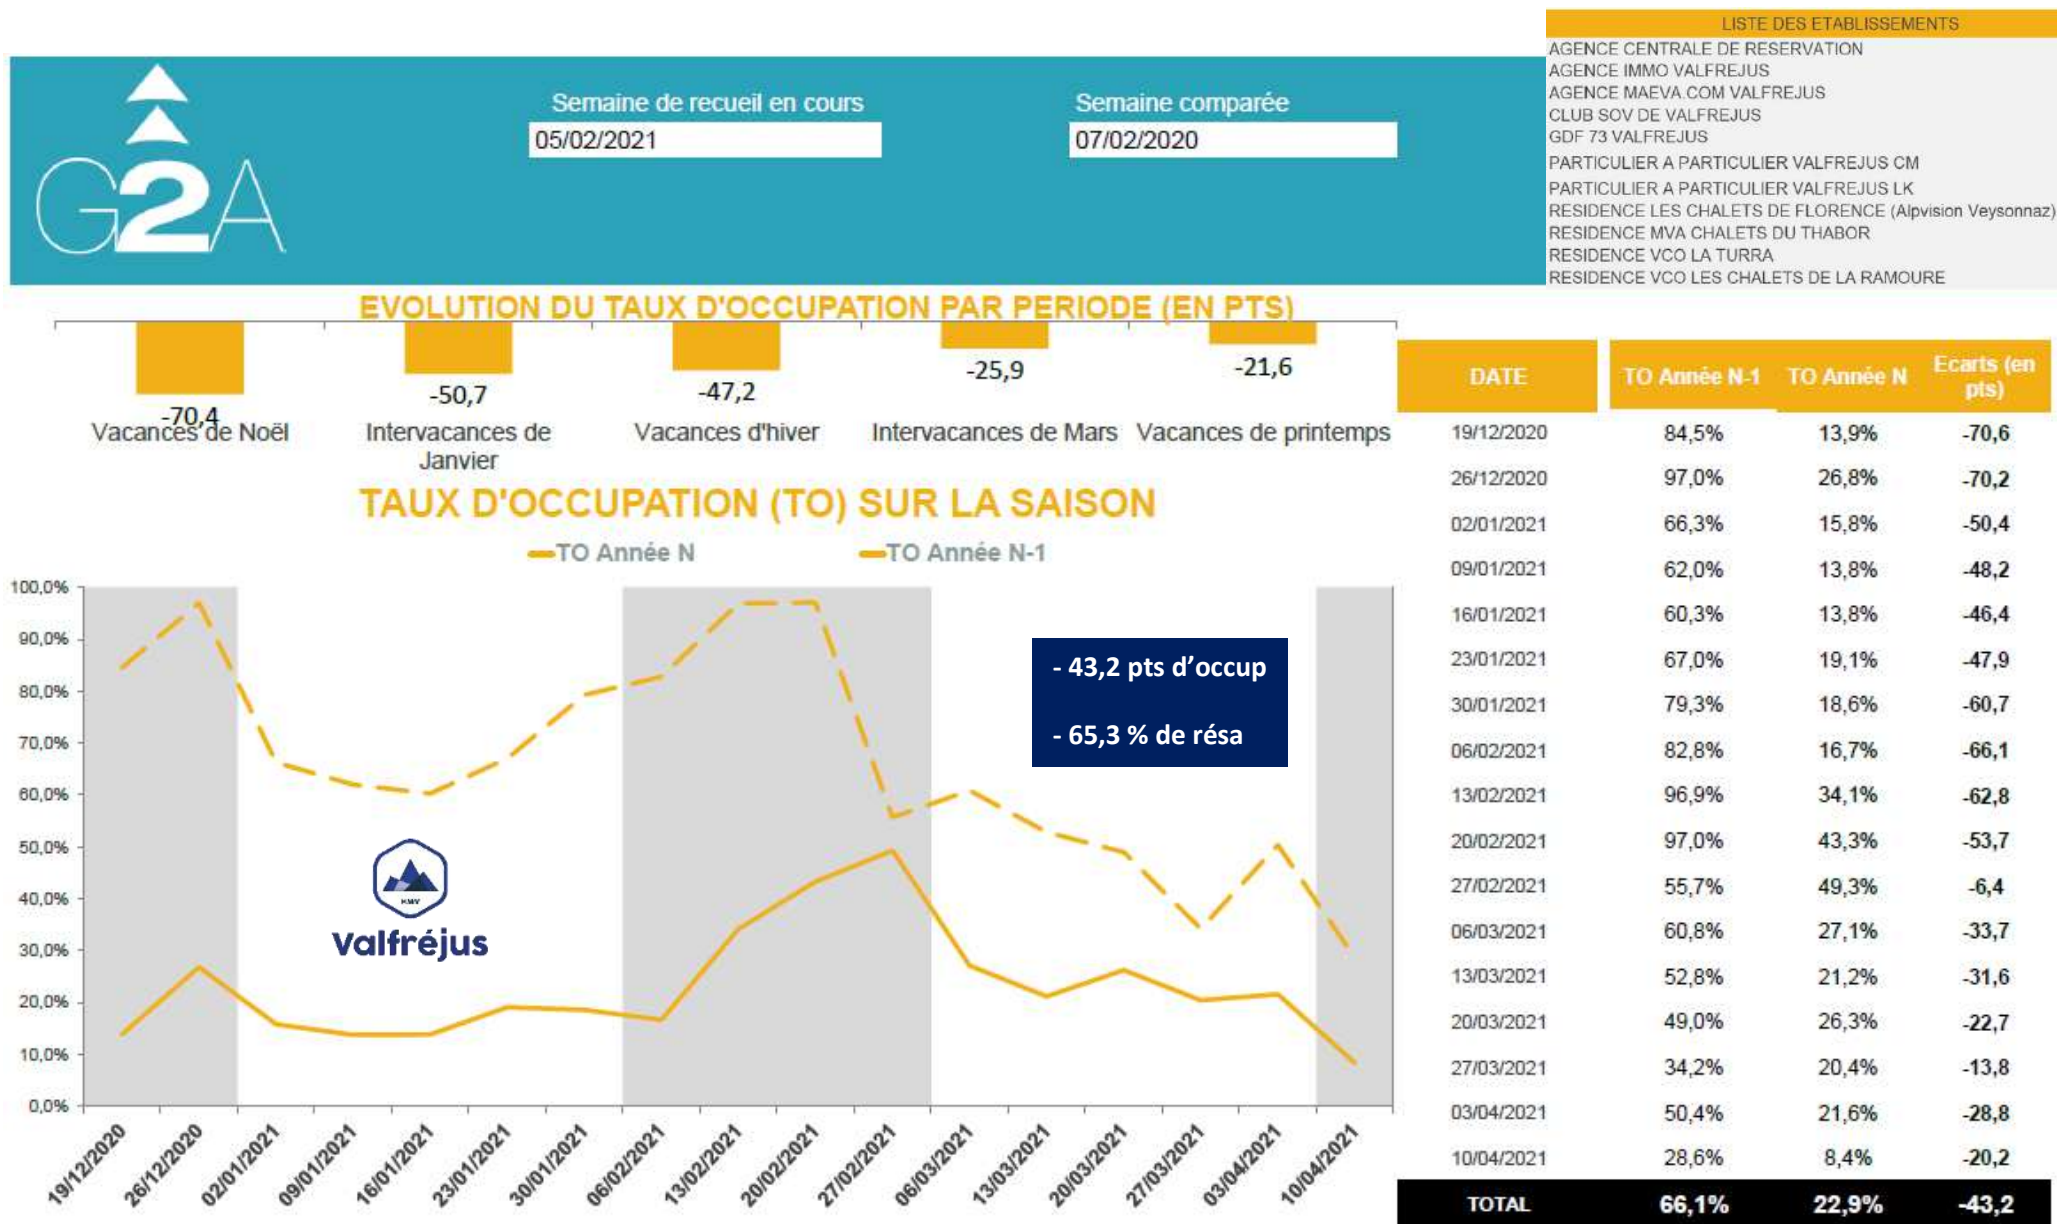 LISTE DES ETABLISSEMENTS
AGENCE CENTRALE DE RESERVATION
AGENCE IMMO VALFREJUS
AGENCE MAEVA.COM VALFREJUS
CLUB SOV DE VALFREJUS
GDF 73 VALFREJUS
PARTICULIER A PARTICULIER VALFREJUS CM
PARTICULIER A PARTICULIER VALFREJUS LK
RESIDENCE LES CHALETS DE FLORENCE (Alpvision Veysonnaz)
RESIDENCE MVA CHALETS DU THABOR
RESIDENCE VCO LA TURRA
RESIDENCE VCO LES CHALETS DE LA RAMOURE
G2A
Semaine de recueil en cours
05/02/2021
Semaine comparée
07/02/2020
EVOLUTION DU TAUX D'OCCUPATION PAR PERIODE (EN PTS)
-70,4 -50,7 -47,2 -25,9 -21,6
Vacances de Noël
Intervacances de
Janvier
Vacances d'hiver
Intervacances de Mars
Vacances de printemps
TAUX D'OCCUPATION (TO) SUR LA SAISON
TO Année N TO Année N-1
100,0%
90,0%
80,0%
70,0%
60,0%
50,0%
40,0%
30,0%
20,0%
10,0%
0,0%
- 43,2 pts d'occup
- 65,3 % de résa
HMV
Valfréjus
19/12/2020 26/12/2020 02/01/2021 09/01/2021 16/01/2021 23/01/2021 30/01/2021 06/02/2021 13/02/2021 20/02/2021 27/02/2021 06/03/2021 13/03/2021 20/03/2021 27/03/2021 03/04/2021 10/04/2021
DATE TO Année N-1 TO Année N Ecarts (en
pts)
19/12/2020 84,5% 13,9% -70,6
26/12/2020 97,0% 26,8% -70,2
02/01/2021 66,3% 15,8% -50,4
09/01/2021 62,0% 13,8% -48,2
16/01/2021 60,3% 13,8% -46,4
23/01/2021 67,0% 19,1% -47,9
30/01/2021 79,3% 18,6% -60,7
06/02/2021 82,8% 16,7% -66,1
13/02/2021 96,9% 34,1% -62,8
20/02/2021 97,0% 43,3% -53,7
27/02/2021 55,7% 49,3% -6,4
06/03/2021 60,8% 27,1% -33,7
13/03/2021 52,8% 21,2% -31,6
20/03/2021 49,0% 26,3% -22,7
27/03/2021 34,2% 20,4% -13,8
03/04/2021 50,4% 21,6% -28,8
10/04/2021 28,6% 8,4% -20,2
TOTAL 66,1% 22,9% -43,2